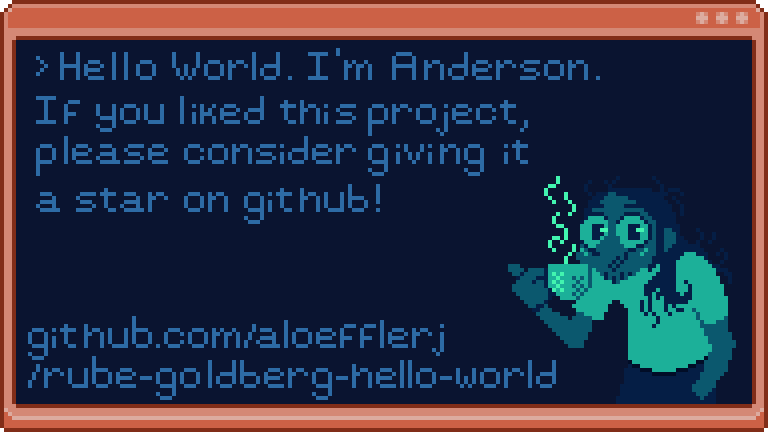 >Hello World. I'm Anderson.
If you liked this project,
please consider giving it
a star on github!
github.com/aloefflerj
/rube-goldberg-hello-world